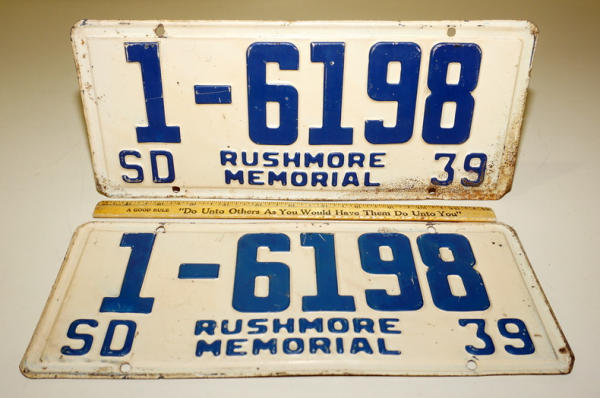 1-6198
SD RUSHMORE MEMORIAL 39
A GOOD RULE "Do Unto Others As You Would Have Them Do Unto You"
1-6198
SD RUSHMORE MEMORIAL 39